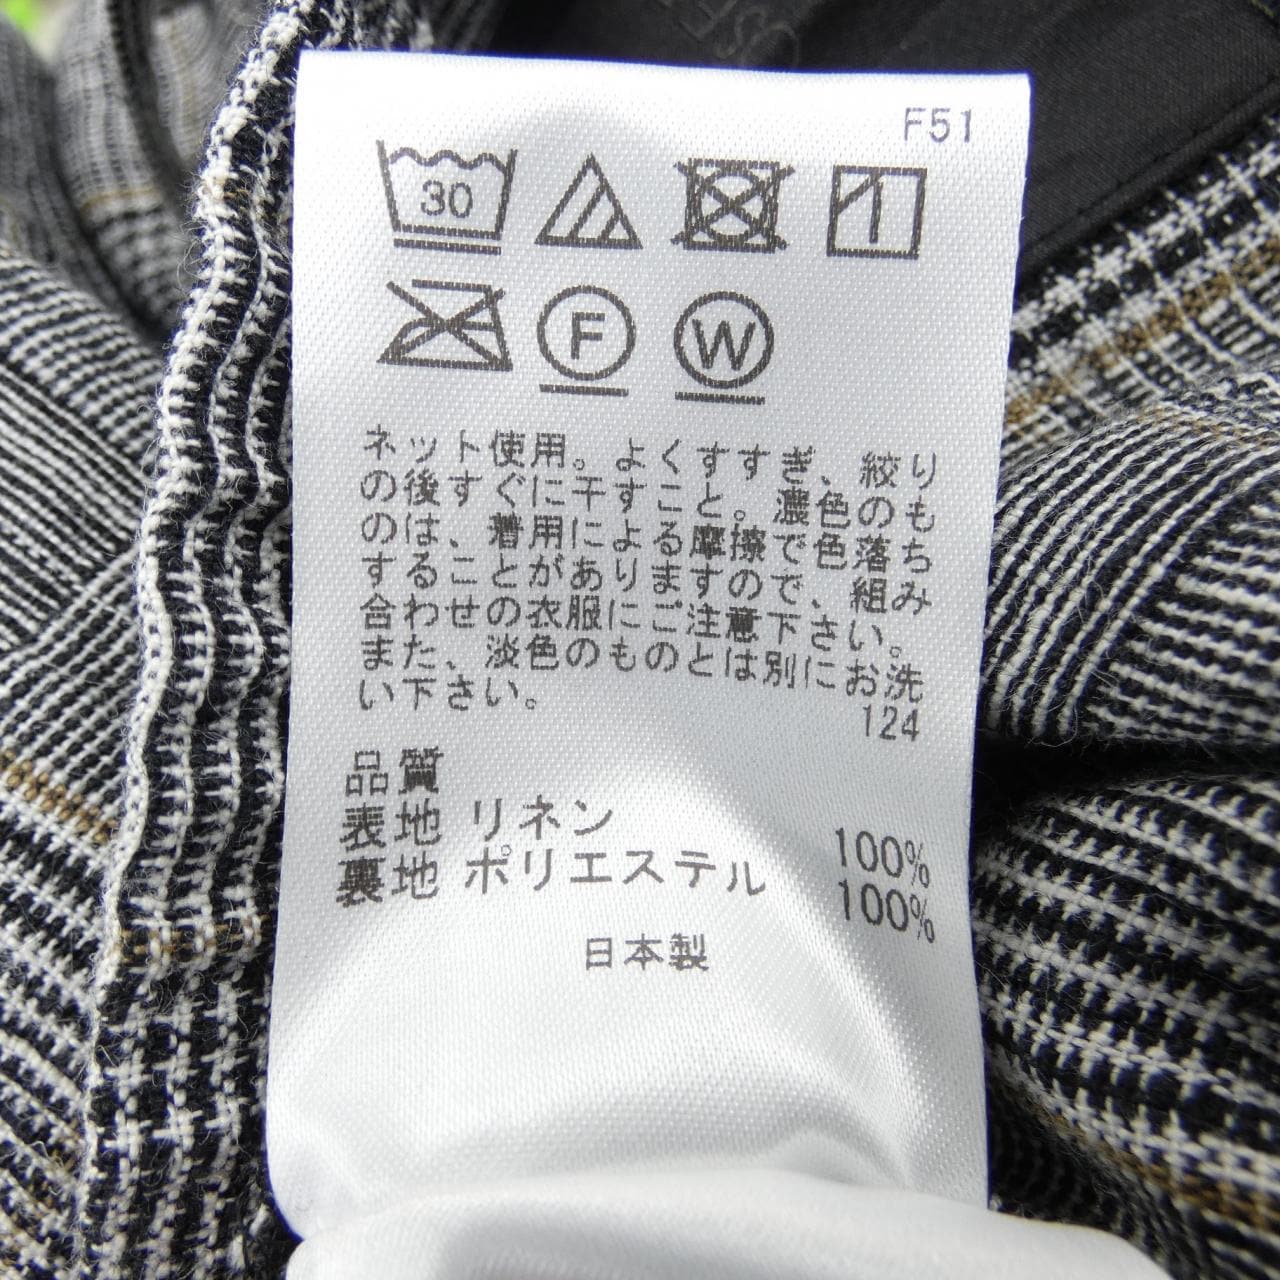 F51
30
F W
ネット使用。よくすすぎ、絞り
の後すぐに干すこと。濃色のも
のは、着用による摩擦で色落ち
することがありますので、組み
合わせの衣服にご注意下さい。
また、淡色のものとは別にお洗
い下さい。
124
品質
表地 リネン 100%
裏地 ポリエステル 100%
日本製